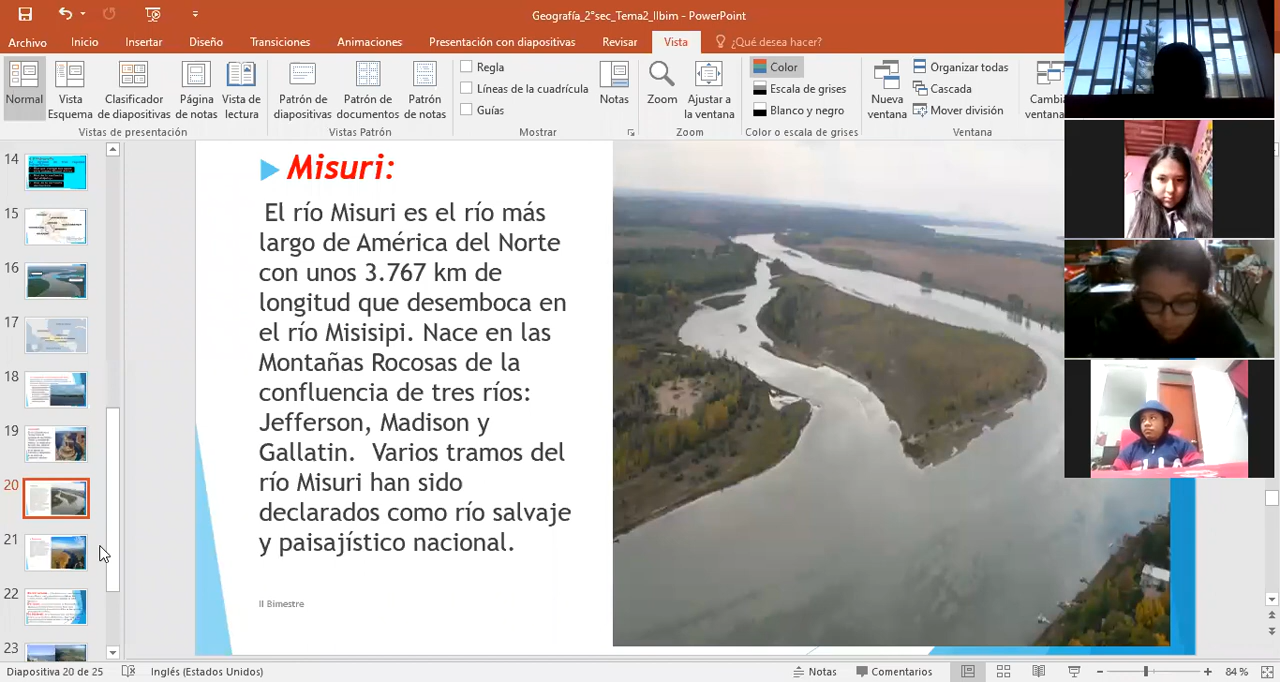 Geografía_2°sec_Tema2_IIbim - PowerPoint
Archivo Inicio Insertar Diseño Transiciones Animaciones Presentación con diapositivas Revisar Vista ¿Qué desea hacer?
Normal
Vista Esquema
Clasificador de diapositivas
Página de notas
Vista de lectura
Vistas de presentación
Patrón de diapositivas
Patrón de documentos
Patrón de notas
Vistas Patrón
Regla
Líneas de la cuadrícula
Guías
Mostrar
Notas
Zoom
Ajustar a la ventana
Zoom
Color
Escala de grises
Blanco y negro
Color o escala de grises
Nueva ventana
Organizar todas
Cascada
Mover división
Cambia
ventana
Ventana
14
15
16
17
18
19
20
21
22
23
Misuri:
El río Misuri es el río más
largo de América del Norte
con unos 3.767 km de
longitud que desemboca en
el río Misisipi. Nace en las
Montañas Rocosas de la
confluencia de tres ríos:
Jefferson, Madison y
Gallatin. Varios tramos del
río Misuri han sido
declarados como río salvaje
y paisajístico nacional.
II Bimestre
Diapositiva 20 de 25 Inglés (Estados Unidos) Notas Comentarios 84 %